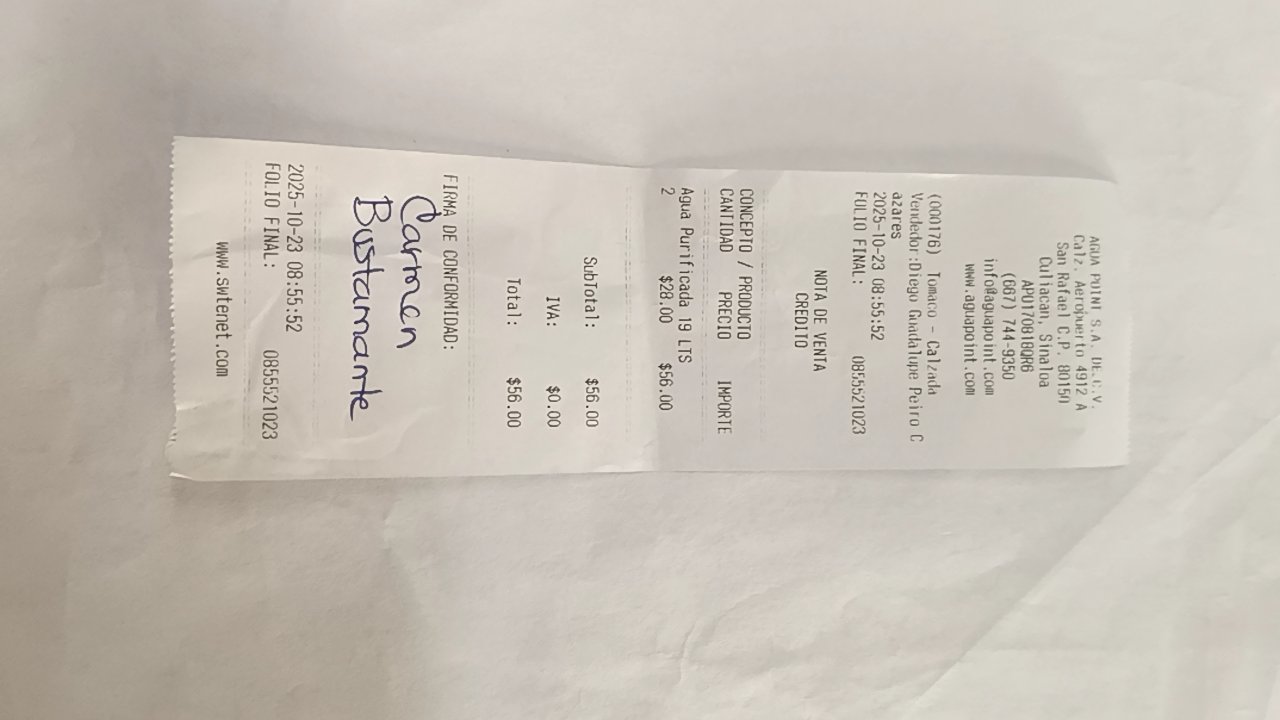 AGUA POINT S.A. DE C.V.
Calz. Aeropuerto 4912 A
San Rafael C.P. 80150
Culiacan, Sinaloa
APO170818QR6
(667) 744-9350
info@aguapoint.com
www.aguapoint.com
(000176) Tomaco - Calzada
Vendedor:Diego Guadalupe Peiro C
azares
2025-10-23 08:55:52
FOLIO FINAL: 0855521023
NOTA DE VENTA
CREDITO
CONCEPTO / PRODUCTO
CANTIDAD PRECIO IMPORTE
Agua Purificada 19 LTS
2 $28.00 $56.00
SubTotal: $56.00
IVA: $0.00
Total: $56.00
FIRMA DE CONFORMIDAD:
Carmen
Bustamante
2025-10-23 08:55:52
FOLIO FINAL: 0855521023
www.swtenet.com